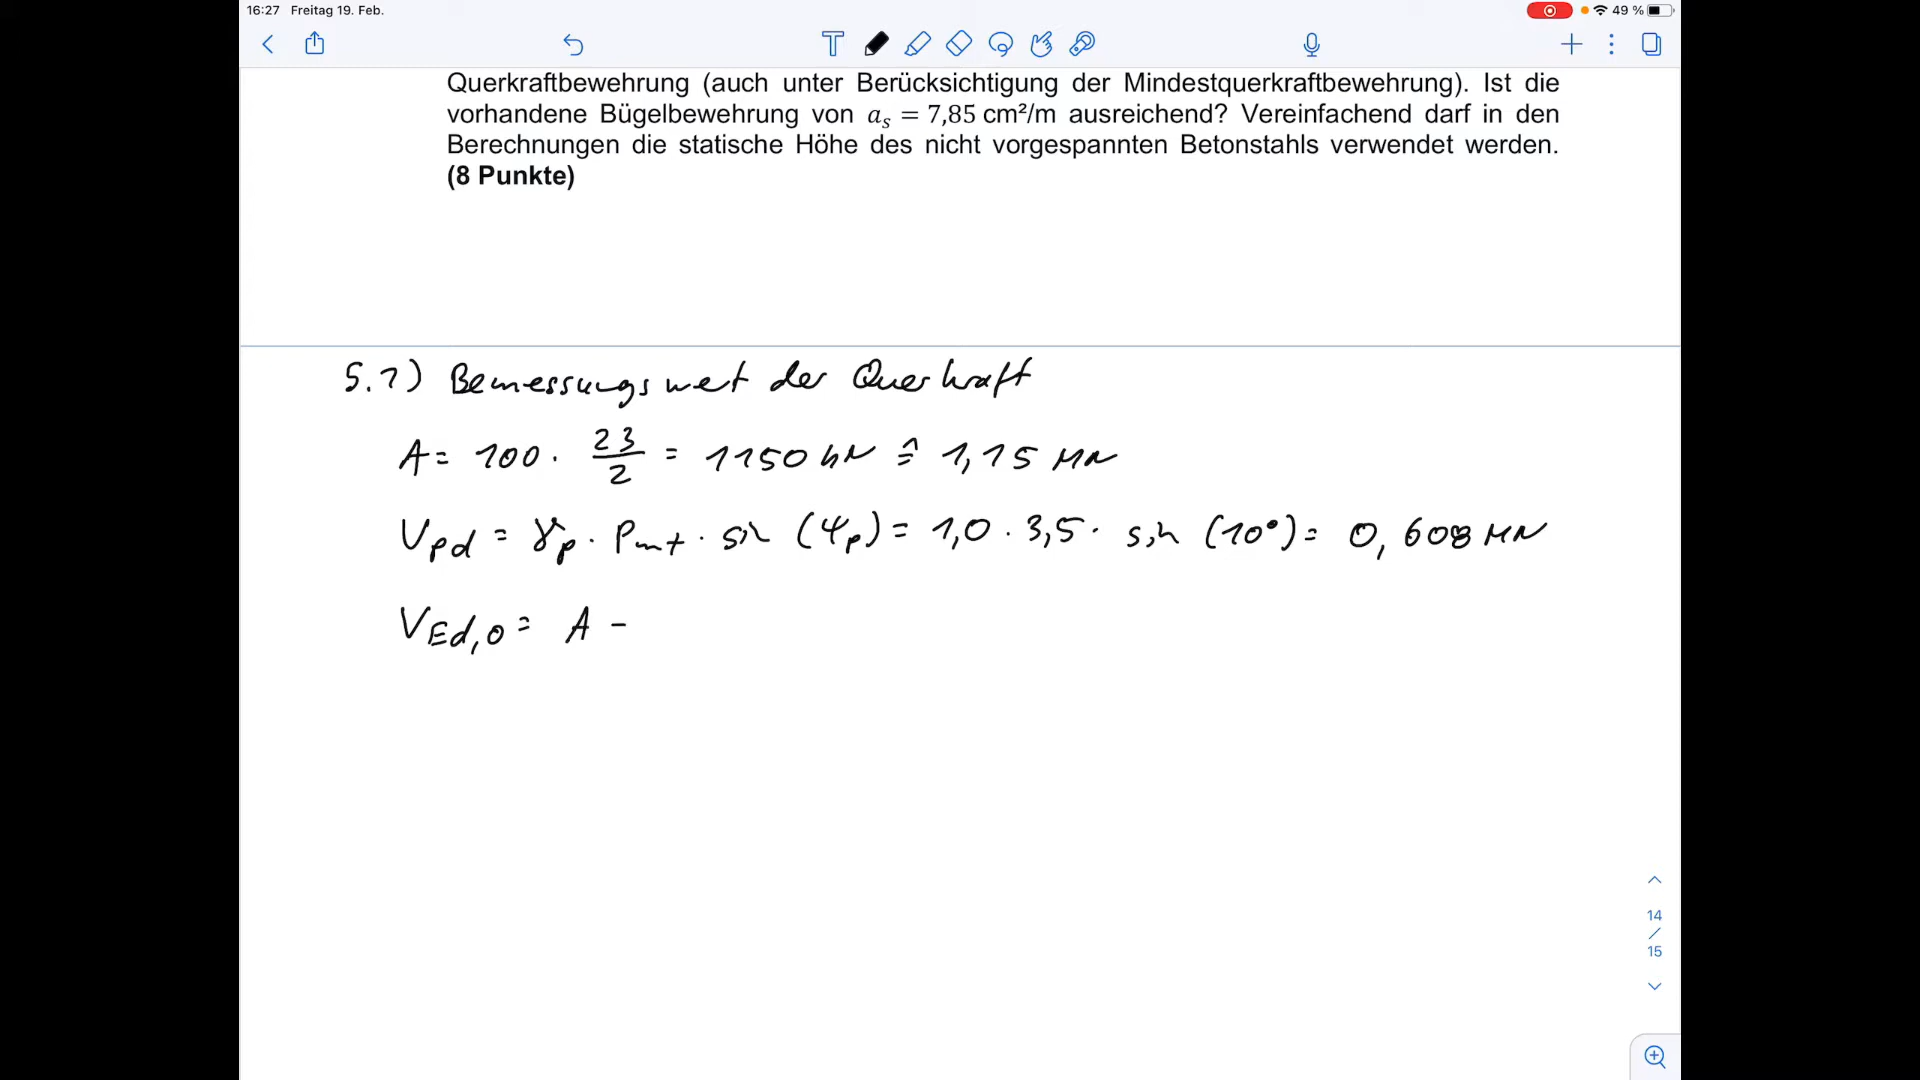 16:27 Freitag 19. Feb. 49 %
T
Querkraftbewehrung (auch unter Berücksichtigung der Mindestquerkraftbewehrung). Ist die
vorhandene Bügelbewehrung von aₛ = 7,85 cm²/m ausreichend? Vereinfachend darf in den
Berechnungen die statische Höhe des nicht vorgespannten Betonstahls verwendet werden.
(8 Punkte)
5.1) Bemessungswert der Querkraft
A = 100 · 23/2 = 1150 kN ≙ 1,15 MN
V_pd = γ_p · P_mt · sin (Ψ_p) = 1,0 · 3,5 · sin (10°) = 0,608 MN
V_Ed,0 = A -
14
/
15